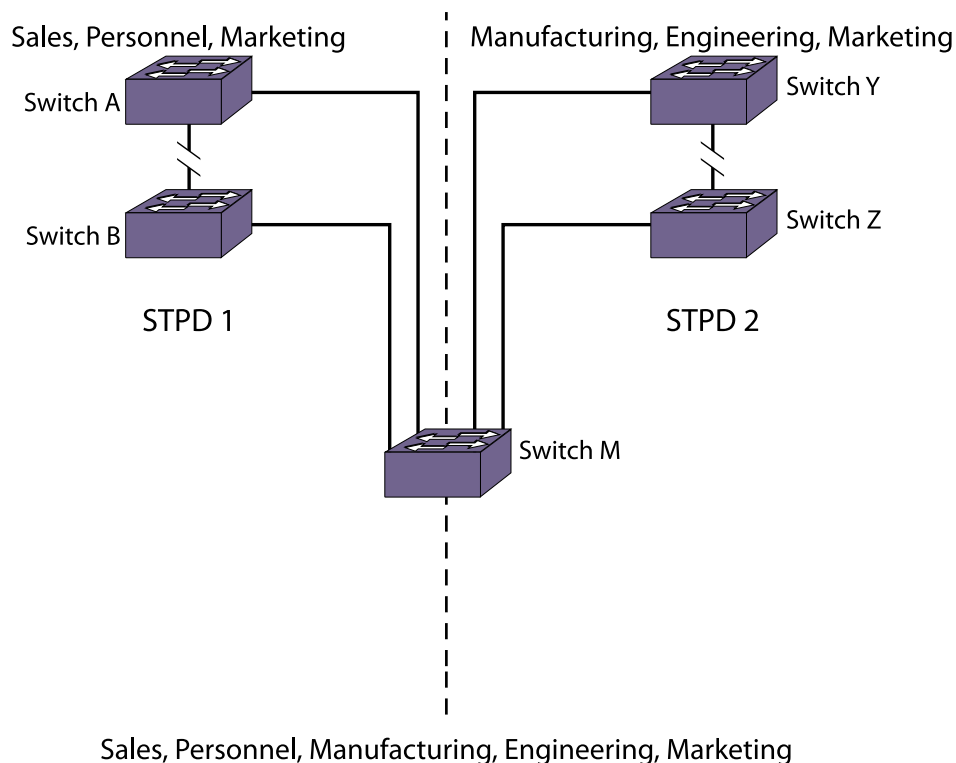 Sales, Personnel, Marketing
Manufacturing, Engineering, Marketing
Switch A
Switch Y
Switch B
Switch Z
STPD 1
STPD 2
Switch M
Sales, Personnel, Manufacturing, Engineering, Marketing